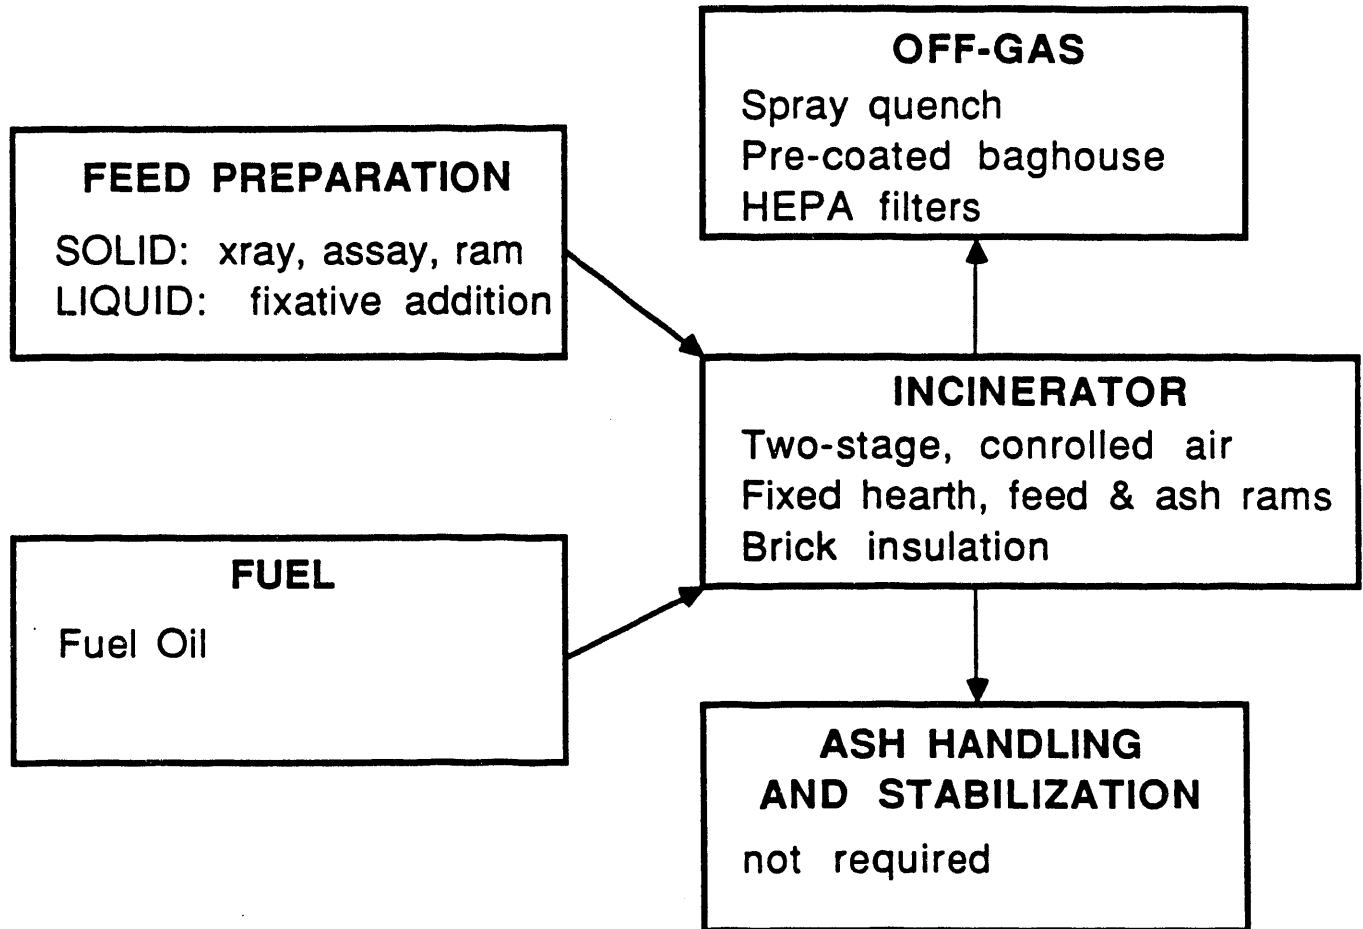 OFF-GAS
Spray quench
Pre-coated baghouse
HEPA filters
FEED PREPARATION
SOLID: xray, assay, ram
LIQUID: fixative addition
INCINERATOR
Two-stage, conrolled air
Fixed hearth, feed & ash rams
Brick insulation
FUEL
Fuel Oil
ASH HANDLING
AND STABILIZATION
not required